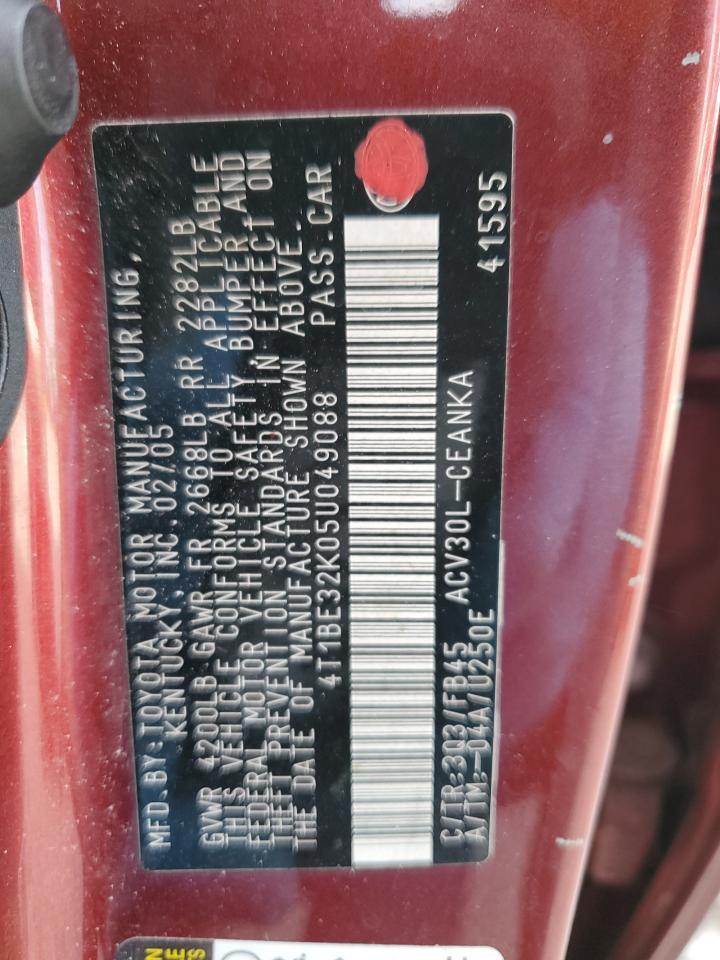 MFD.BY:TOYOTA MOTOR MANUFACTURING,
KENTUCKY, INC.02/05
GVWR 4200LB GAWR FR 2668LB RR 2282LB
THIS VEHICLE CONFORMS TO ALL APPLICABLE
FEDERAL MOTOR VEHICLE SAFETY, BUMPER AND
THEFT PREVENTION STANDARDS IN EFFECT ON
THE DATE OF MANUFACTURE SHOWN ABOVE.
4T1BE32K05U049088 PASS.CAR
C/TR:3Q3/FB45 ACV30L-CEANKA
A/TM:-04A/U250E 41595